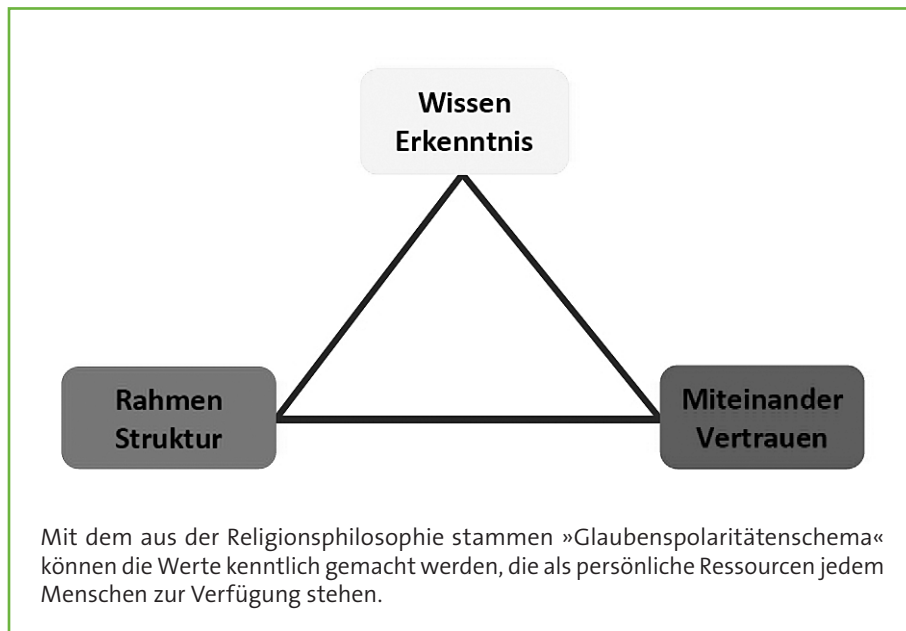 Wissen
Erkenntnis
Rahmen
Struktur
Miteinander
Vertrauen
Mit dem aus der Religionsphilosophie stammen »Glaubenspolaritätenschema«
können die Werte kenntlich gemacht werden, die als persönliche Ressourcen jedem
Menschen zur Verfügung stehen.